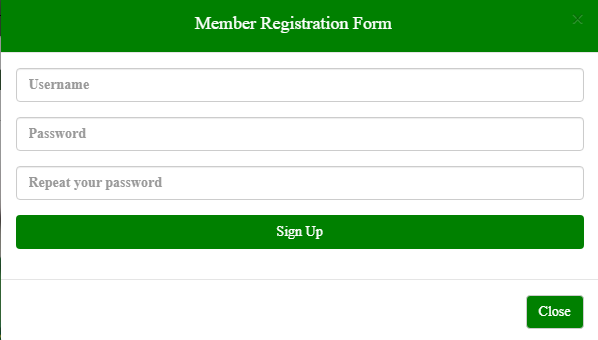 Member Registration Form
×
Username
Password
Repeat your password
Sign Up
Close